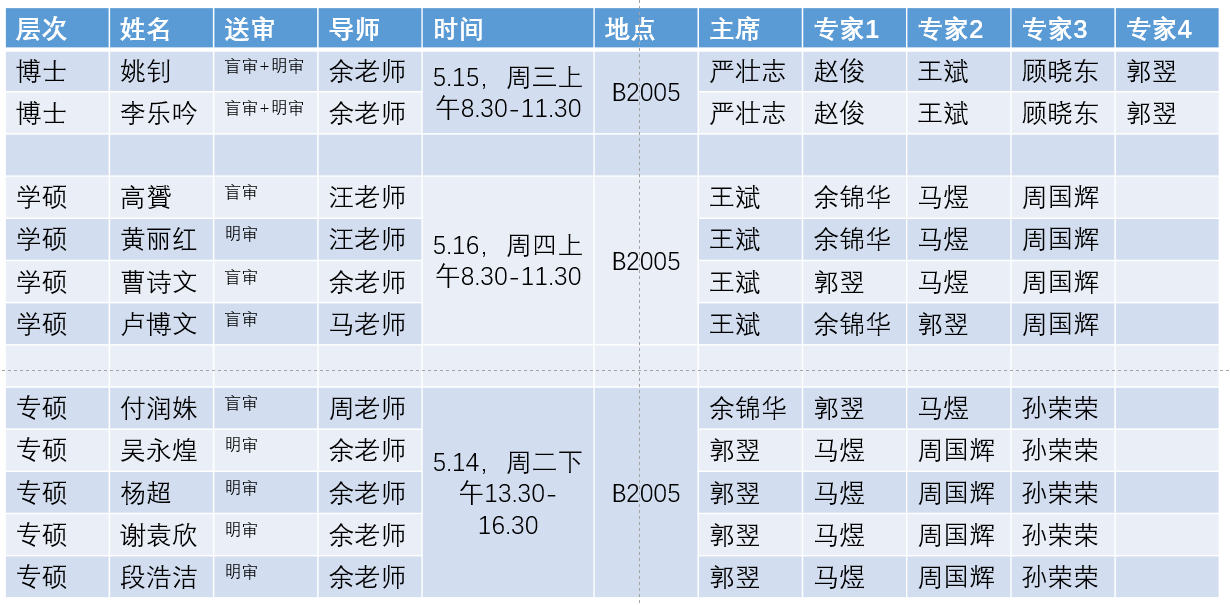 层次 姓名 送审 导师 时间 地点 主席 专家1 专家2 专家3 专家4
博士 姚钊 盲审+明审 余老师 5.15，周三上午8.30-11.30 B2005 严壮志 赵俊 王斌 顾晓东 郭翌
博士 李乐吟 盲审+明审 余老师 严壮志 赵俊 王斌 顾晓东 郭翌
学硕 高赟 盲审 汪老师 5.16，周四上午8.30-11.30 B2005 王斌 余锦华 马煜 周国辉
学硕 黄丽红 明审 汪老师 王斌 余锦华 马煜 周国辉
学硕 曹诗文 盲审 余老师 王斌 郭翌 马煜 周国辉
学硕 卢博文 盲审 马老师 王斌 余锦华 郭翌 周国辉
专硕 付润姝 盲审 周老师 5.14，周二下午13.30-16.30 B2005 余锦华 郭翌 马煜 孙荣荣
专硕 吴永煌 明审 余老师 郭翌 马煜 周国辉 孙荣荣
专硕 杨超 明审 余老师 郭翌 马煜 周国辉 孙荣荣
专硕 谢袁欣 明审 余老师 郭翌 马煜 周国辉 孙荣荣
专硕 段浩洁 明审 余老师 郭翌 马煜 周国辉 孙荣荣